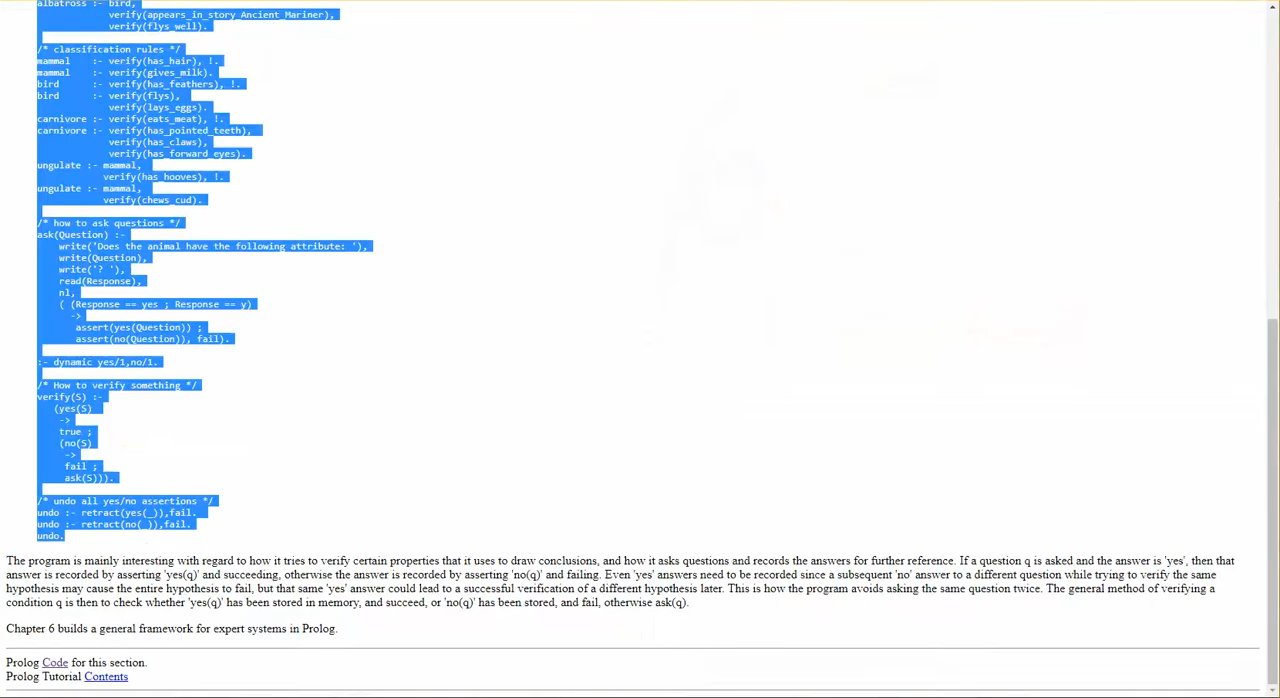 albatross :- bird,
verify(appears_in_story_Ancient_Mariner),
verify(flys_well).
/* classification rules */
mammal :- verify(has_hair), !.
mammal :- verify(gives_milk).
bird :- verify(has_feathers), !.
bird :- verify(flys),
verify(lays_eggs).
carnivore :- verify(eats_meat), !.
carnivore :- verify(has_pointed_teeth),
verify(has_claws),
verify(has_forward_eyes).
ungulate :- mammal,
verify(has_hooves), !.
ungulate :- mammal,
verify(chews_cud).
/* how to ask questions */
ask(Question) :-
write('Does the animal have the following attribute: '),
write(Question),
write('? '),
read(Response),
nl,
( (Response == yes ; Response == y)
->
assert(yes(Question)) ;
assert(no(Question)), fail).
:- dynamic yes/1,no/1.
/* How to verify something */
verify(S) :-
(yes(S)
->
true ;
(no(S)
->
fail ;
ask(S))).
/* undo all yes/no assertions */
undo :- retract(yes(_)),fail.
undo :- retract(no(_)),fail.
undo.
The program is mainly interesting with regard to how it tries to verify certain properties that it uses to draw conclusions, and how it asks questions and records the answers for further reference. If a question q is asked and the answer is 'yes', then that
answer is recorded by asserting 'yes(q)' and succeeding, otherwise the answer is recorded by asserting 'no(q)' and failing. Even 'yes' answers need to be recorded since a subsequent 'no' answer to a different question while trying to verify the same
hypothesis may cause the entire hypothesis to fail, but that same 'yes' answer could lead to a successful verification of a different hypothesis later. This is how the program avoids asking the same question twice. The general method of verifying a
condition q is then to check whether 'yes(q)' has been stored in memory, and succeed, or 'no(q)' has been stored, and fail, otherwise ask(q).
Chapter 6 builds a general framework for expert systems in Prolog.
Prolog Code for this section.
Prolog Tutorial Contents